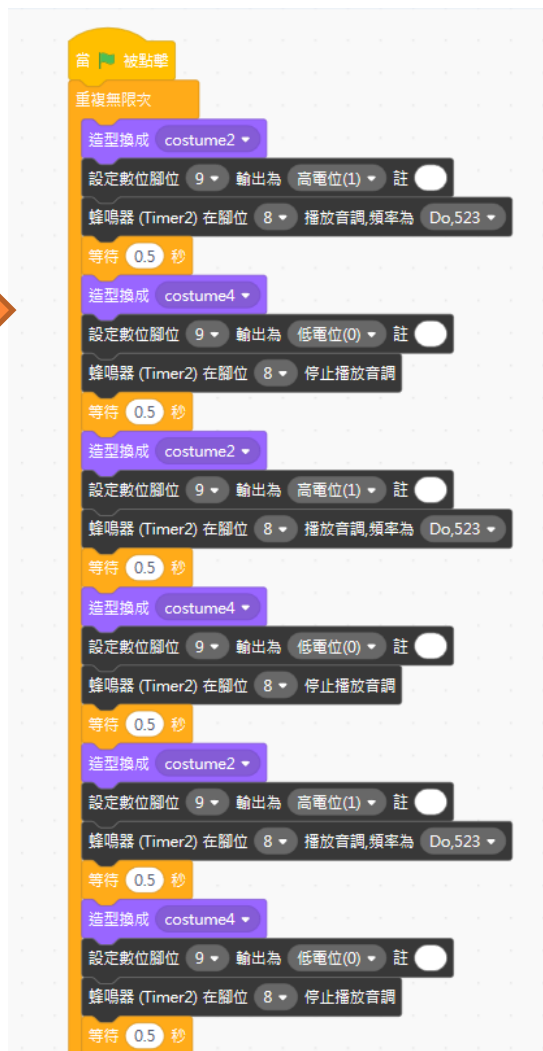 當 被點擊
重複無限次
造型換成 costume2
設定數位腳位 9 輸出為 高電位(1) 註
蜂鳴器 (Timer2) 在腳位 8 播放音調,頻率為 Do,523
等待 0.5 秒
造型換成 costume4
設定數位腳位 9 輸出為 低電位(0) 註
蜂鳴器 (Timer2) 在腳位 8 停止播放音調
等待 0.5 秒
造型換成 costume2
設定數位腳位 9 輸出為 高電位(1) 註
蜂鳴器 (Timer2) 在腳位 8 播放音調,頻率為 Do,523
等待 0.5 秒
造型換成 costume4
設定數位腳位 9 輸出為 低電位(0) 註
蜂鳴器 (Timer2) 在腳位 8 停止播放音調
等待 0.5 秒
造型換成 costume2
設定數位腳位 9 輸出為 高電位(1) 註
蜂鳴器 (Timer2) 在腳位 8 播放音調,頻率為 Do,523
等待 0.5 秒
造型換成 costume4
設定數位腳位 9 輸出為 低電位(0) 註
蜂鳴器 (Timer2) 在腳位 8 停止播放音調
等待 0.5 秒